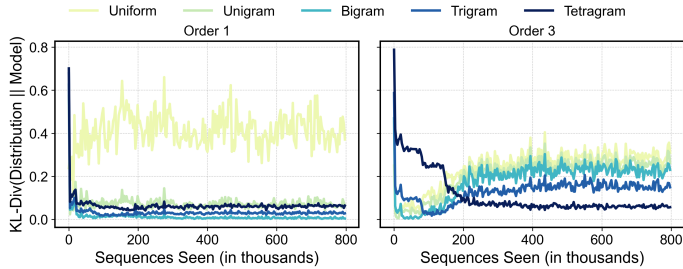 Uniform Unigram Bigram Trigram Tetragram
Order 1 Order 3
KL-Div(Distribution || Model)
0.8
0.6
0.4
0.2
0.0
0 200 400 600 800 0 200 400 600 800
Sequences Seen (in thousands) Sequences Seen (in thousands)